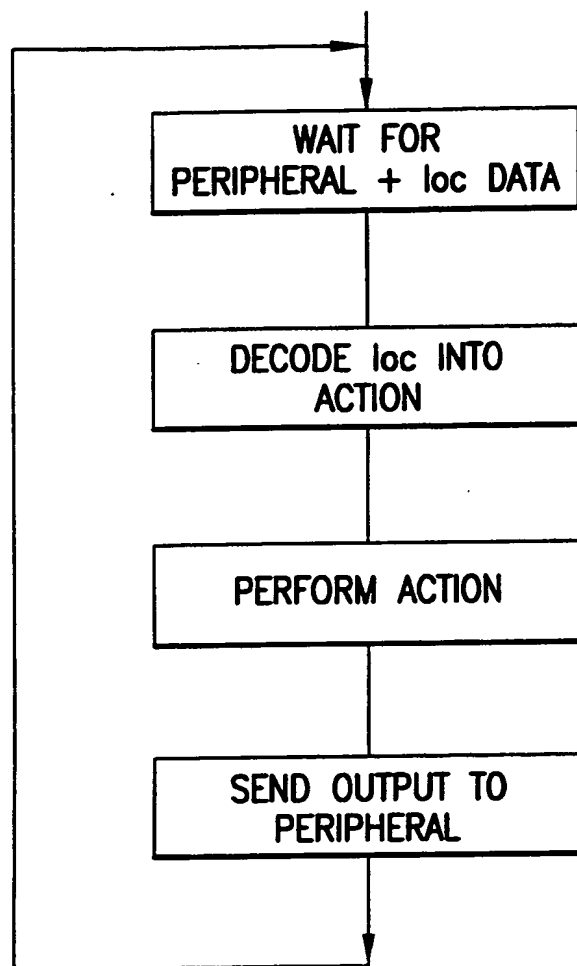 WAIT FOR
PERIPHERAL + loc DATA
DECODE loc INTO
ACTION
PERFORM ACTION
SEND OUTPUT TO
PERIPHERAL